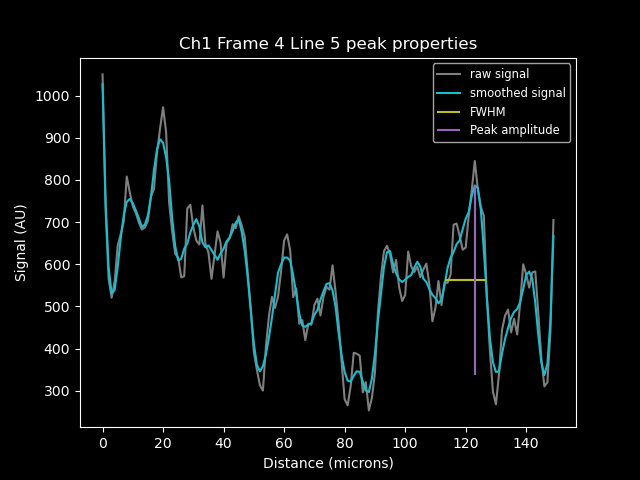 Ch1 Frame 4 Line 5 peak properties
raw signal
smoothed signal
FWHM
Peak amplitude
Signal (AU)
1000
900
800
700
600
500
400
300
0 20 40 60 80 100 120 140
Distance (microns)